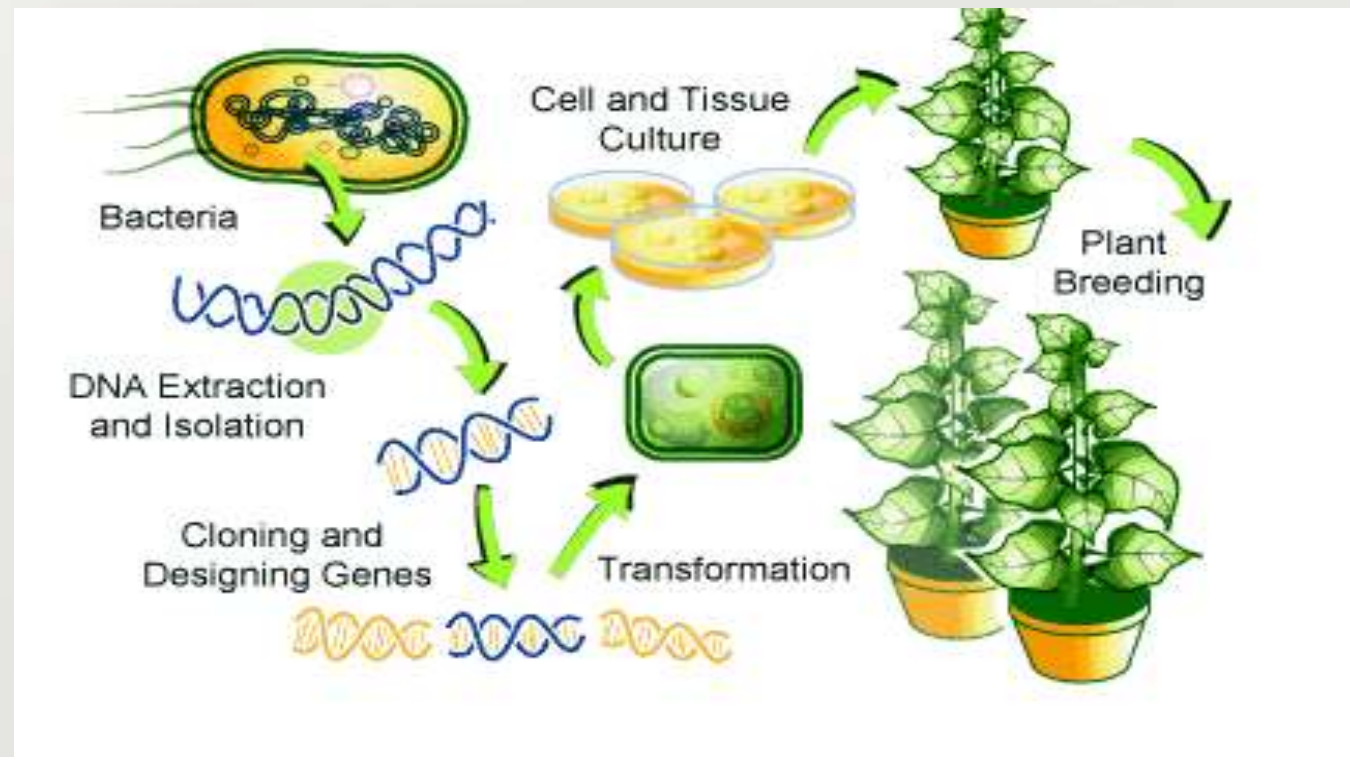 Bacteria
DNA Extraction
and Isolation
Cloning and
Designing Genes
Transformation
Cell and Tissue
Culture
Plant
Breeding